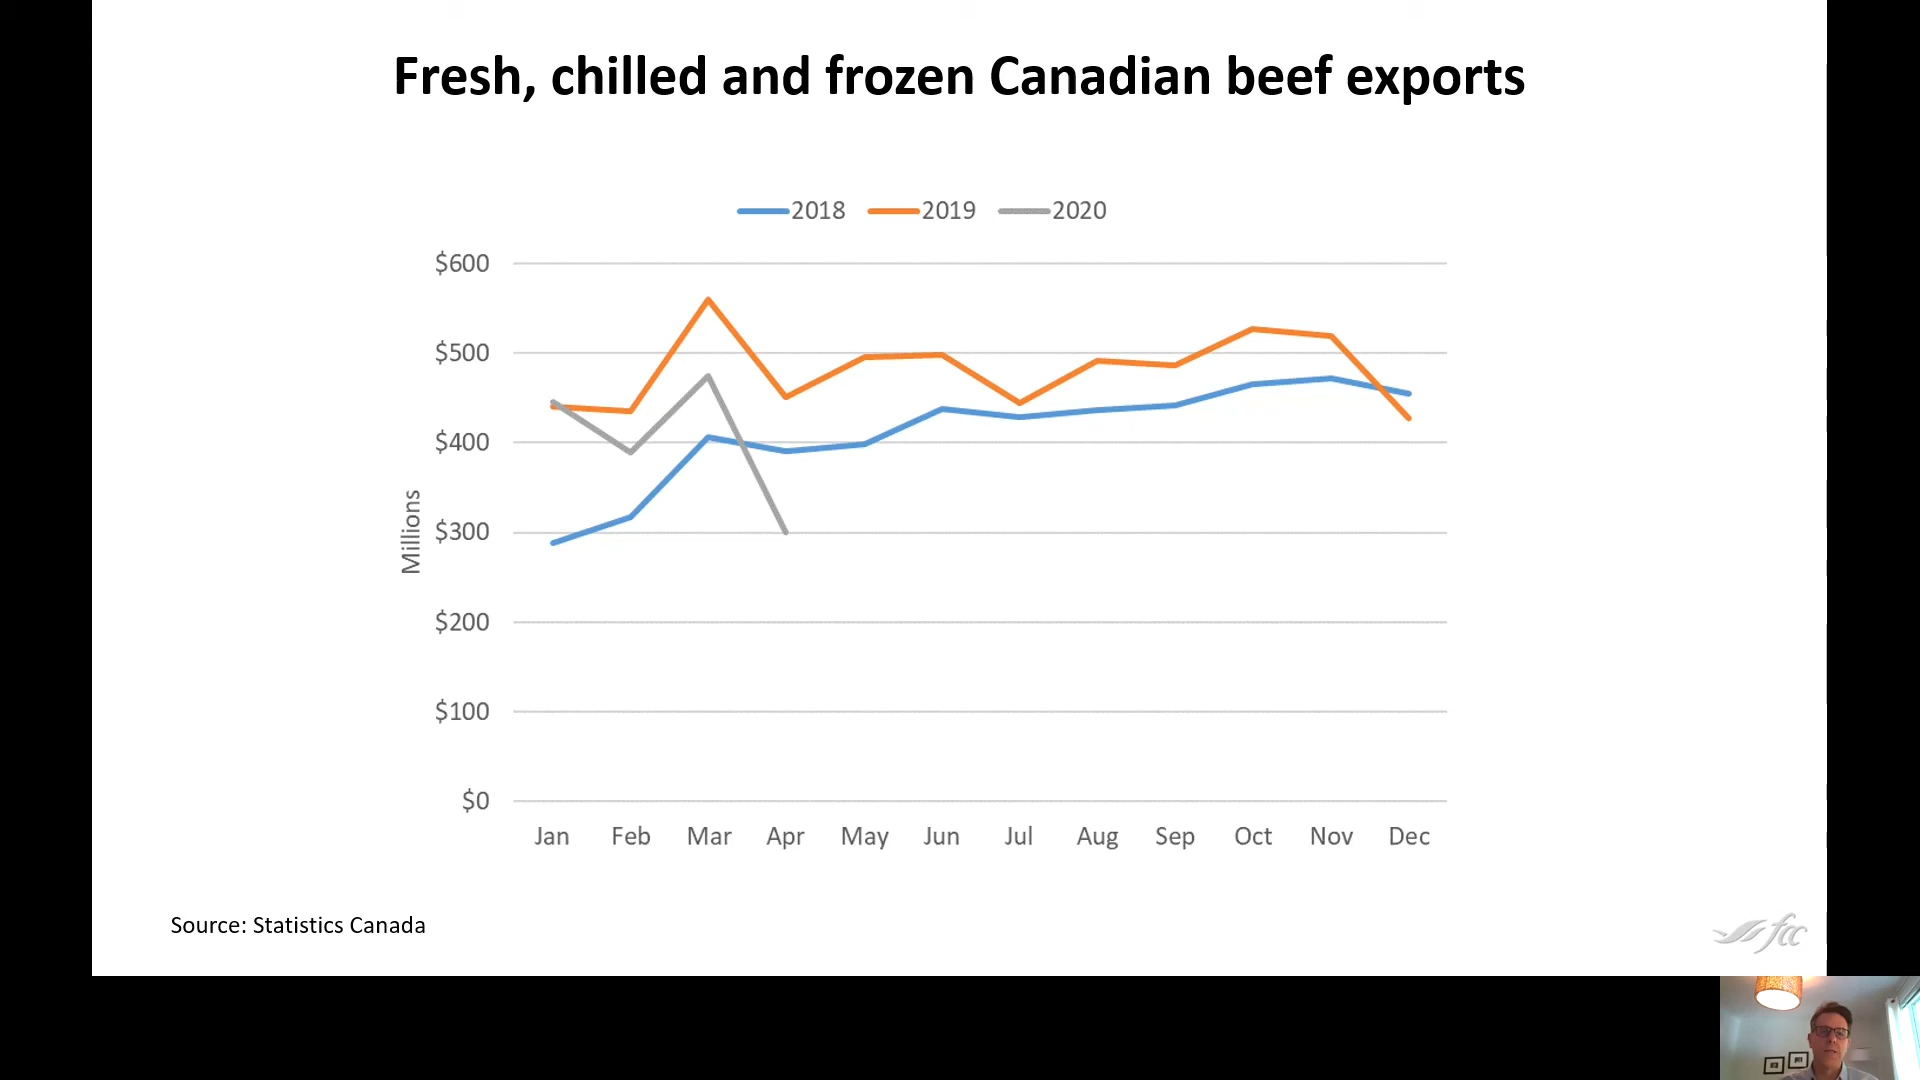 Fresh, chilled and frozen Canadian beef exports
2018 2019 2020
$600
$500
$400
$300
$200
$100
$0
Millions
Jan Feb Mar Apr May Jun Jul Aug Sep Oct Nov Dec
Source: Statistics Canada
fcc